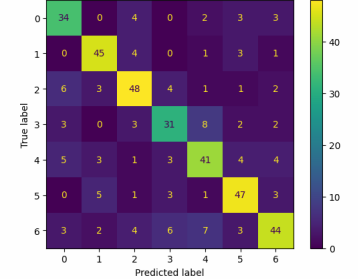 0 34 0 4 0 2 3 3
1 0 45 4 0 1 3 1
2 6 3 48 4 1 1 2
3 3 0 3 31 8 2 2
4 5 3 1 3 41 4 4
5 0 5 1 3 1 47 3
6 3 2 4 6 7 3 44
0 1 2 3 4 5 6
Predicted label
True label
40
30
20
10
0